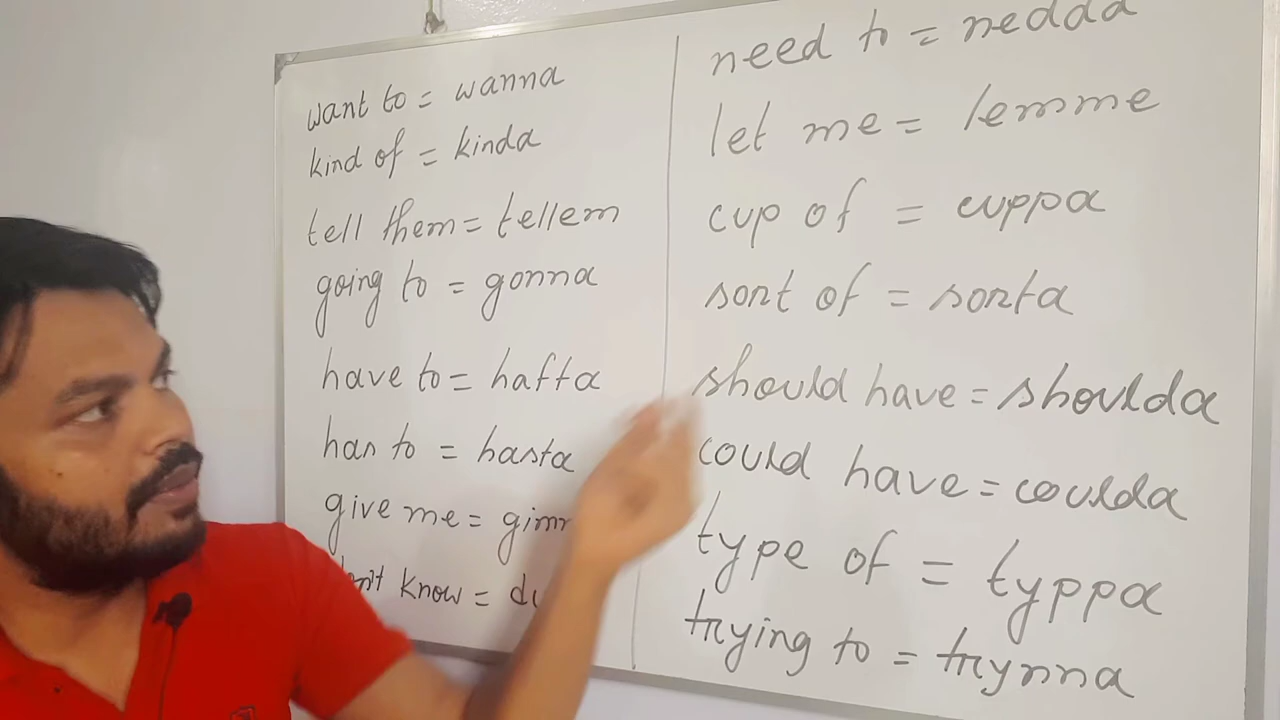 want to = wanna
kind of = kinda
tell them = tellem
going to = gonna
have to = hafta
has to = hasta
give me =
know =
need to = nedda
let me = lemme
cup of = cuppa
sort of = sorta
should have = shoulda
could have = coulda
type of = typpa
trying to = trynna